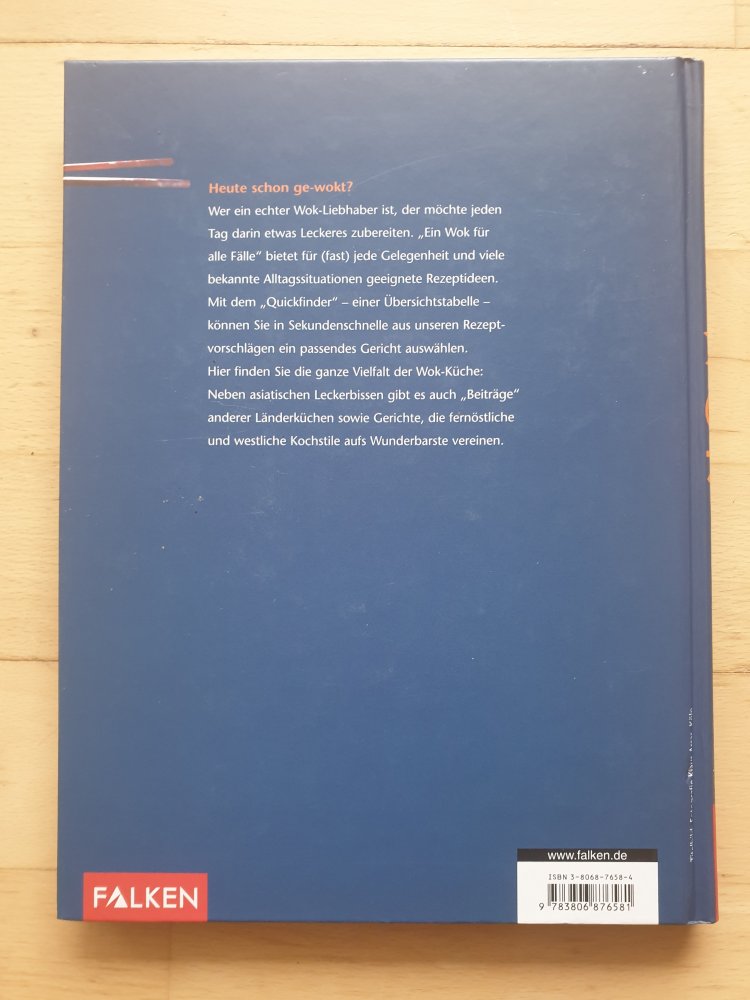 Heute schon ge-wokt?
Wer ein echter Wok-Liebhaber ist, der möchte jeden
Tag darin etwas Leckeres zubereiten. „Ein Wok für
alle Fälle“ bietet für (fast) jede Gelegenheit und viele
bekannte Alltagssituationen geeignete Rezeptideen.
Mit dem „Quickfinder“ – einer Übersichtstabelle –
können Sie in Sekundenschnelle aus unseren Rezept-
vorschlägen ein passendes Gericht auswählen.
Hier finden Sie die ganze Vielfalt der Wok-Küche:
Neben asiatischen Leckerbissen gibt es auch „Beiträge“
anderer Länderküchen sowie Gerichte, die fernöstliche
und westliche Kochstile aufs Wunderbarste vereinen.
FALKEN
www.falken.de
ISBN 3-8068-7658-4
9 783806 876581